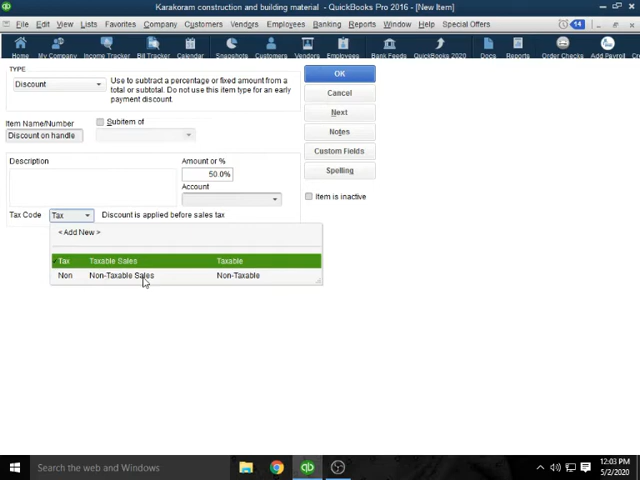 Karakoram construction and building material - QuickBooks Pro 2016 - [New Item]
File Edit View Lists Favorites Company Customers Vendors Employees Banking Reports Window Help Special Offers 14
Home My Company Income Tracker Bill Tracker Calendar Snapshots Customers Vendors Employees Bank Feeds QuickBooks 2020 Docs Reports Order Checks Add Payroll
TYPE
Discount
Use to subtract a percentage or fixed amount from a
total or subtotal. Do not use this item type for an early
payment discount.
OK
Cancel
Next
Notes
Custom Fields
Spelling
Item is inactive
Item Name/Number
Subitem of
Discount on handle
Description
Amount or %
50.0%
Account
Tax Code Tax Discount is applied before sales tax
< Add New >
Tax Taxable Sales Taxable
Non Non-Taxable Sales Non-Taxable
Search the web and Windows
12:03 PM
5/2/2020